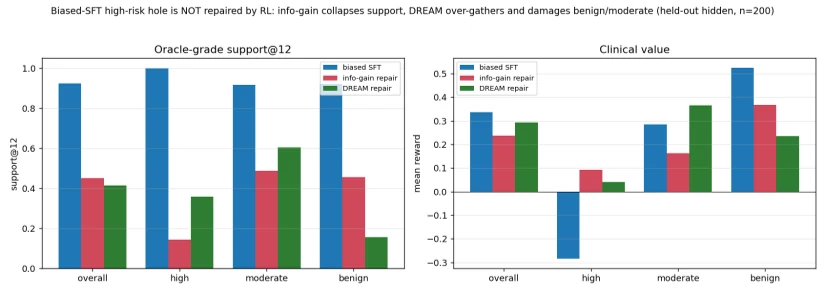 Biased-SFT high-risk hole is NOT repaired by RL: info-gain collapses support, DREAM over-gathers and damages benign/moderate (held-out hidden, n=200)
Oracle-grade support@12
support@12
1.0
0.8
0.6
0.4
0.2
0.0
biased SFT
info-gain repair
DREAM repair
overall
high
moderate
benign
Clinical value
mean reward
0.5
0.4
0.3
0.2
0.1
0.0
−0.1
−0.2
−0.3
biased SFT
info-gain repair
DREAM repair
overall
high
moderate
benign